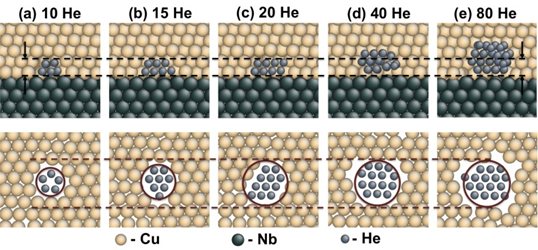 (a) 10 He (b) 15 He (c) 20 He (d) 40 He (e) 80 He
- Cu - Nb - He